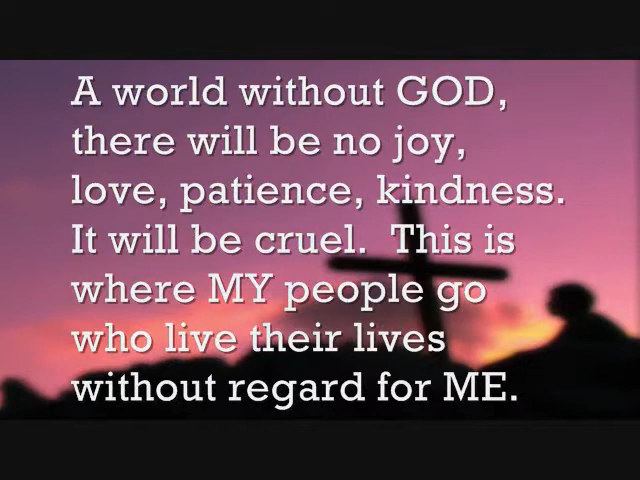 A world without GOD,
there will be no joy,
love, patience, kindness.
It will be cruel.  This is
where MY people go
who live their lives
without regard for ME.